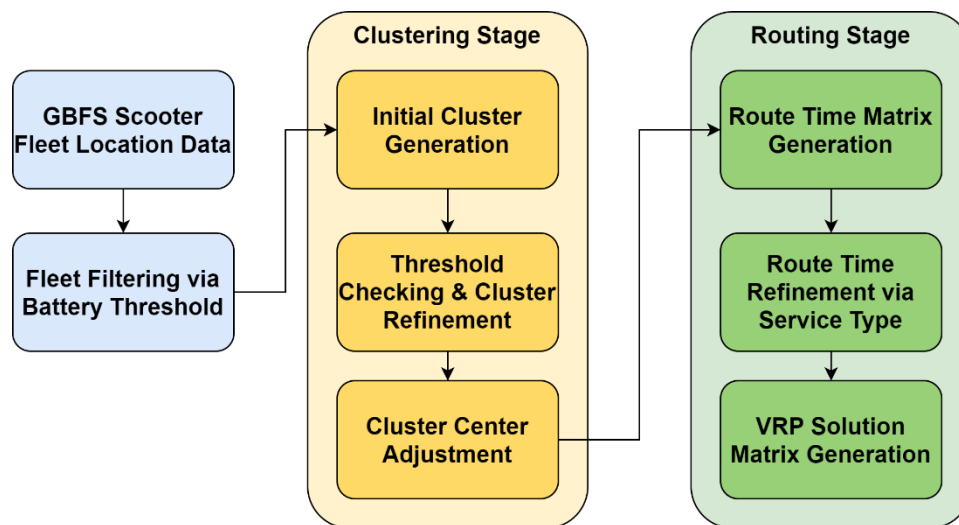 GBFS Scooter
Fleet Location Data
Fleet Filtering via
Battery Threshold
Clustering Stage
Initial Cluster
Generation
Threshold
Checking & Cluster
Refinement
Cluster Center
Adjustment
Routing Stage
Route Time Matrix
Generation
Route Time
Refinement via
Service Type
VRP Solution
Matrix Generation